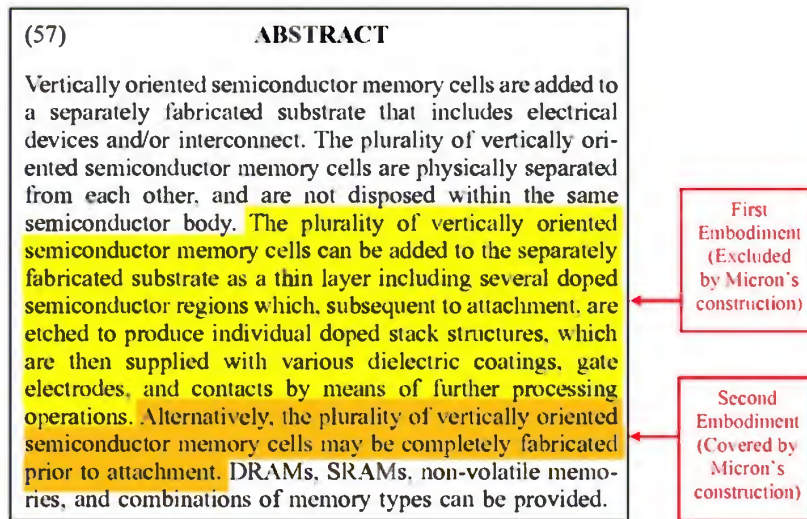 (57) ABSTRACT
Vertically oriented semiconductor memory cells are added to
a separately fabricated substrate that includes electrical
devices and/or interconnect. The plurality of vertically ori-
ented semiconductor memory cells are physically separated
from each other, and are not disposed within the same
semiconductor body. The plurality of vertically oriented
semiconductor memory cells can be added to the separately
fabricated substrate as a thin layer including several doped
semiconductor regions which, subsequent to attachment, are
etched to produce individual doped stack structures, which
are then supplied with various dielectric coatings, gate
electrodes, and contacts by means of further processing
operations. Alternatively, the plurality of vertically oriented
semiconductor memory cells may be completely fabricated
prior to attachment. DRAMs, SRAMs, non-volatile memo-
ries, and combinations of memory types can be provided.
First
Embodiment
(Excluded
by Micron's
construction)
Second
Embodiment
(Covered by
Micron's
construction)